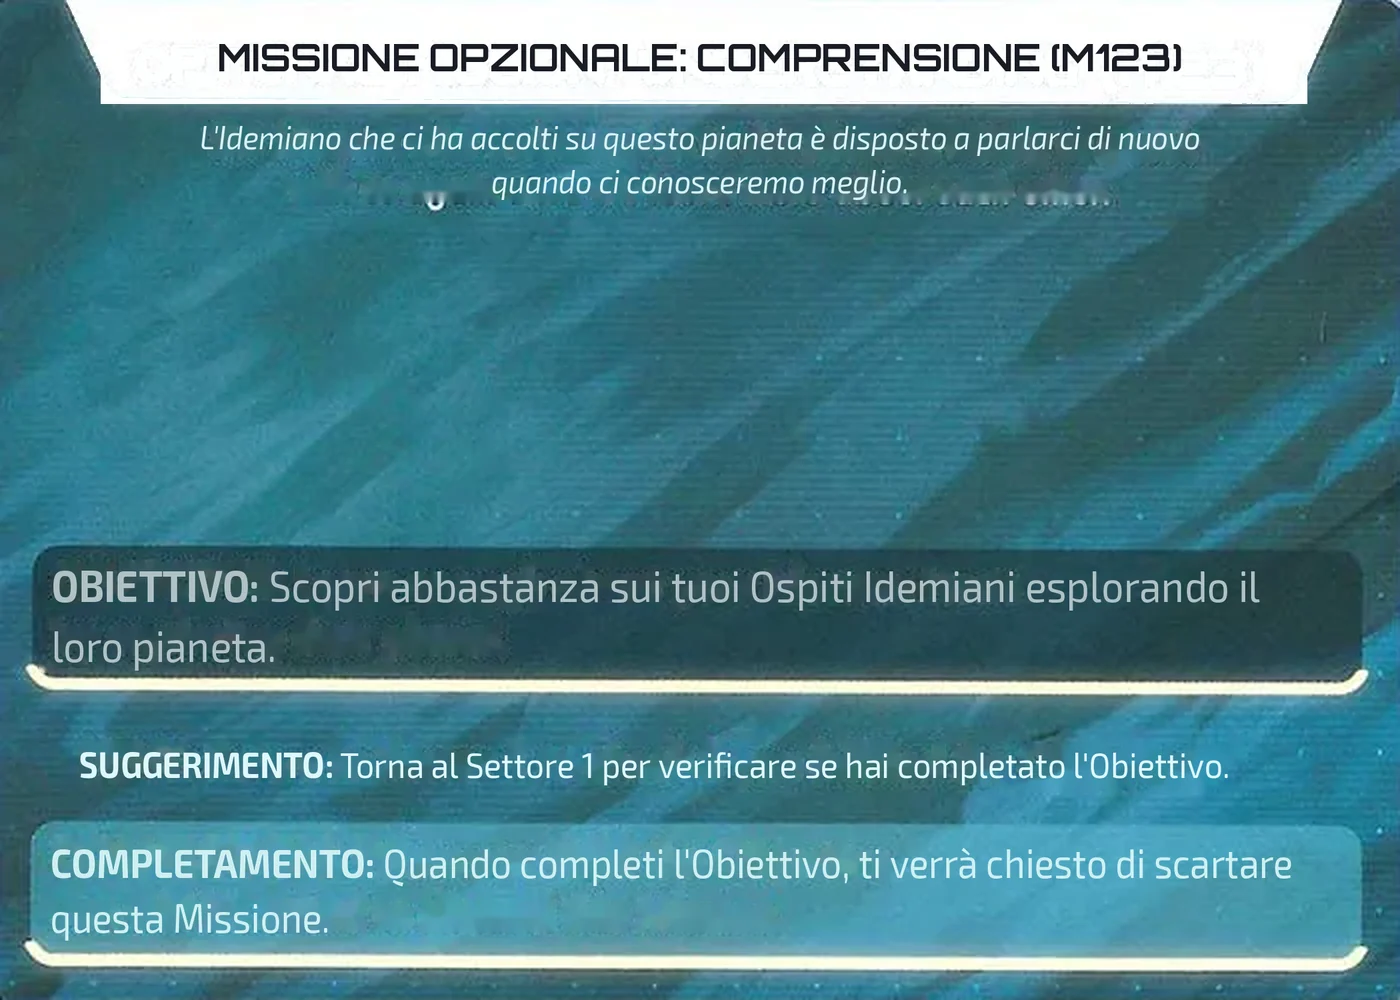 MISSIONE OPZIONALE: COMPRENSIONE (M123)
L'Idemiano che ci ha accolti su questo pianeta è disposto a parlarci di nuovo
quando ci conosceremo meglio.
OBIETTIVO: Scopri abbastanza sui tuoi Ospiti Idemiani esplorando il
loro pianeta.
SUGGERIMENTO: Torna al Settore 1 per verificare se hai completato l'Obiettivo.
COMPLETAMENTO: Quando completi l'Obiettivo, ti verrà chiesto di scartare
questa Missione.